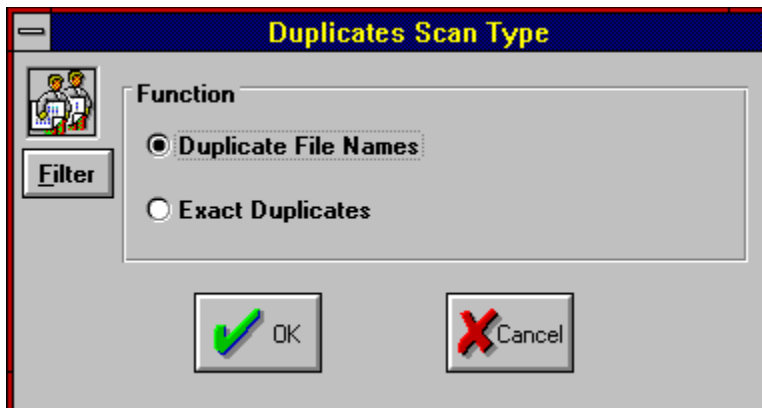 Duplicates Scan Type
Function
Duplicate File Names
Filter
Exact Duplicates
OK
Cancel